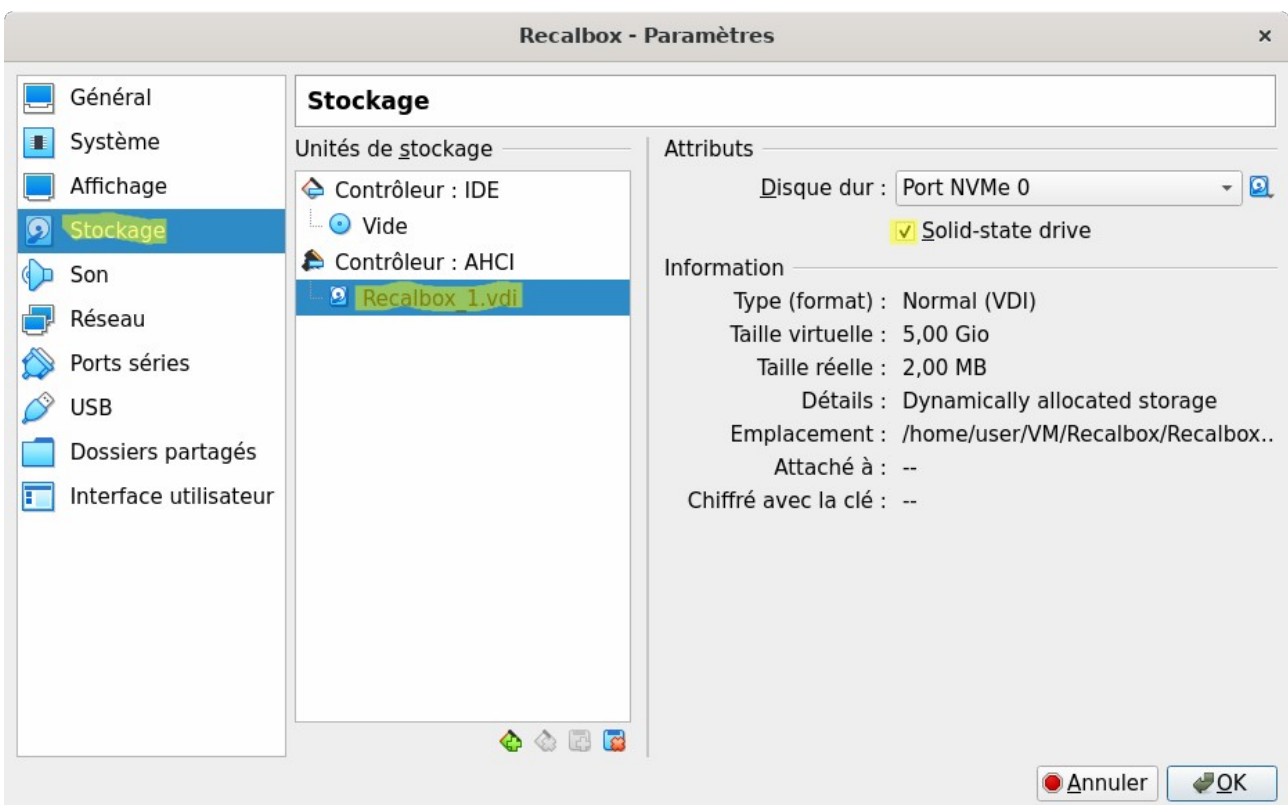 Recalbox - Paramètres
Général
Système
Affichage
Stockage
Son
Réseau
Ports séries
USB
Dossiers partagés
Interface utilisateur
Stockage
Unités de stockage
Contrôleur : IDE
Vide
Contrôleur : AHCI
Recalbox_1.vdi
Attributs
Disque dur : Port NVMe 0
Solid-state drive
Information
Type (format) : Normal (VDI)
Taille virtuelle : 5,00 Gio
Taille réelle : 2,00 MB
Détails : Dynamically allocated storage
Emplacement : /home/user/VM/Recalbox/Recalbox..
Attaché à : --
Chiffré avec la clé : --
Annuler
OK